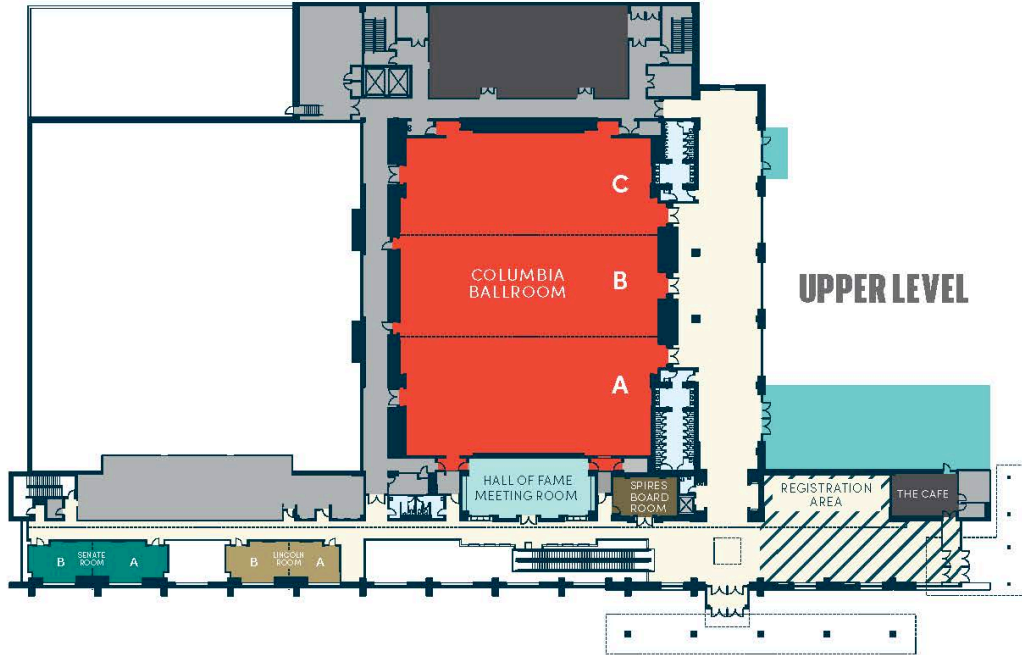 C
COLUMBIA
BALLROOM
B
UPPER LEVEL
A
HALL OF FAME
MEETING ROOM
SPIRES
BOARD
ROOM
REGISTRATION
AREA
THE CAFE
B
SENATE
ROOM
A
B
LINCOLN
ROOM
A